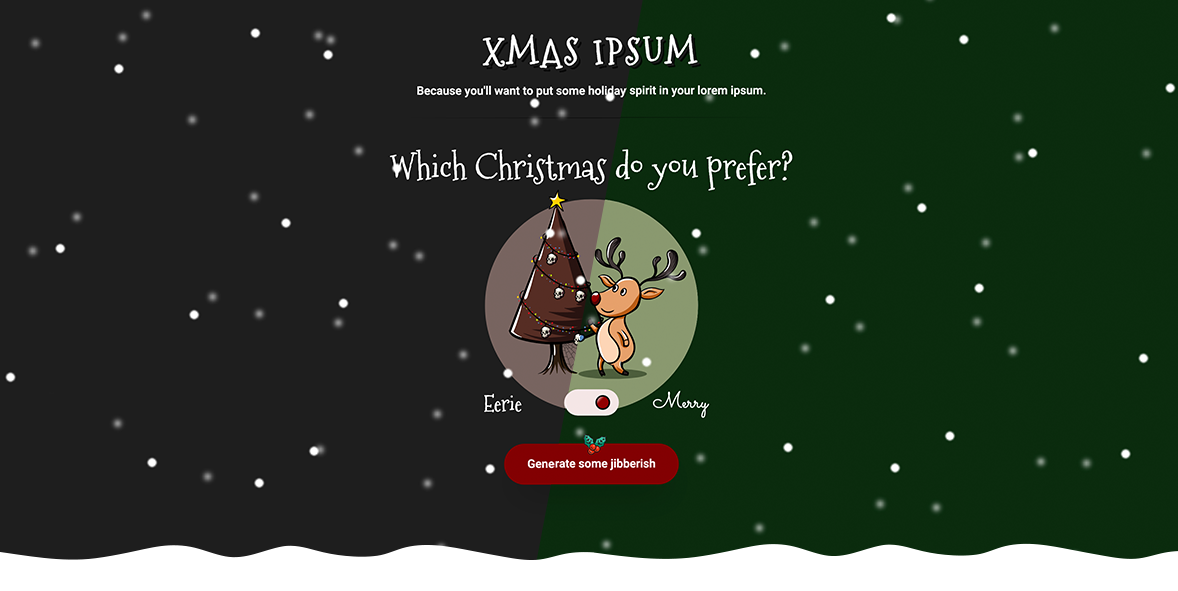 XMAS IPSUM
Because you'll want to put some holiday spirit in your lorem ipsum.
Which Christmas do you prefer?
Eerie
Merry
Generate some jibberish